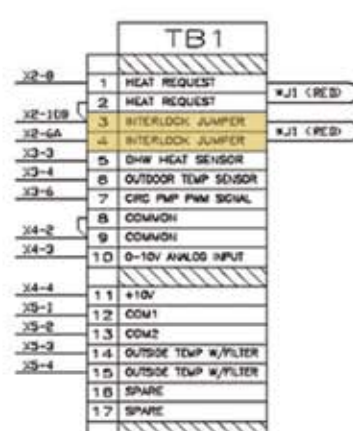 TB1
X2-8
1 HEAT REQUEST
WJ1 (RED)
2 HEAT REQUEST
X2-10B
3 INTERLOCK JUMPER
WJ1 (RED)
X2-6A
4 INTERLOCK JUMPER
X3-3
5 DHW HEAT SENSOR
X3-4
6 OUTDOOR TEMP SENSOR
X3-6
7 CIRC PMP PWM SIGNAL
8 COMMON
X4-2
9 COMMON
X4-3
10 0-10V ANALOG INPUT
X4-4
11 +10V
X5-1
12 COM1
X5-2
13 COM2
X5-3
14 OUTSIDE TEMP W/FILTER
X5-4
15 OUTSIDE TEMP W/FILTER
16 SPARE
17 SPARE